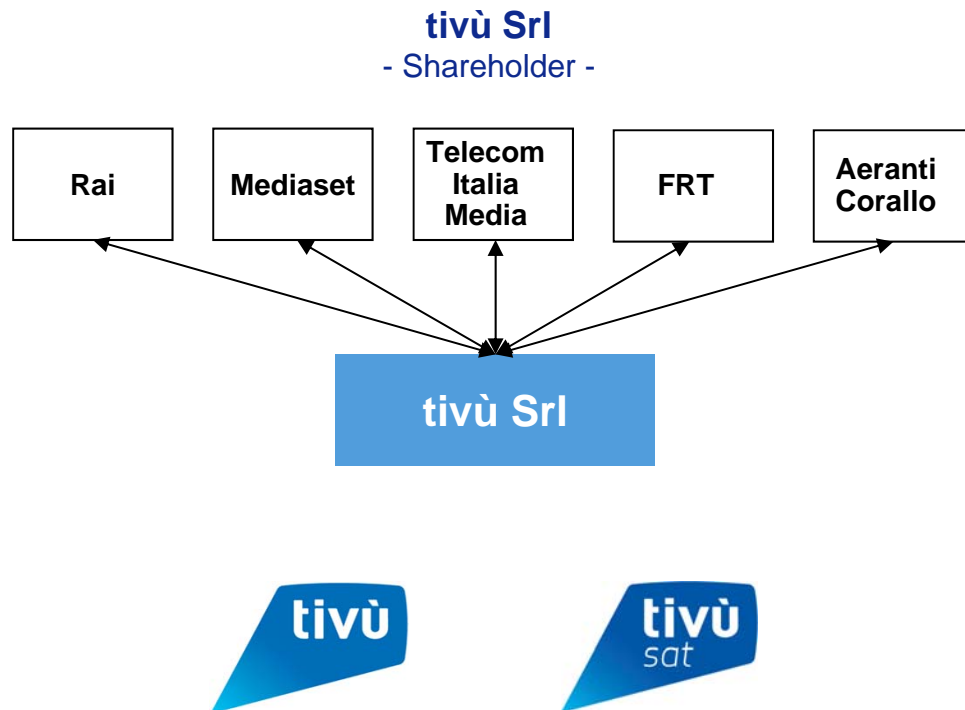 tivù Srl
- Shareholder -
Rai
Mediaset
Telecom
Italia
Media
FRT
Aeranti
Corallo
tivù Srl
tivù
tivù
sat